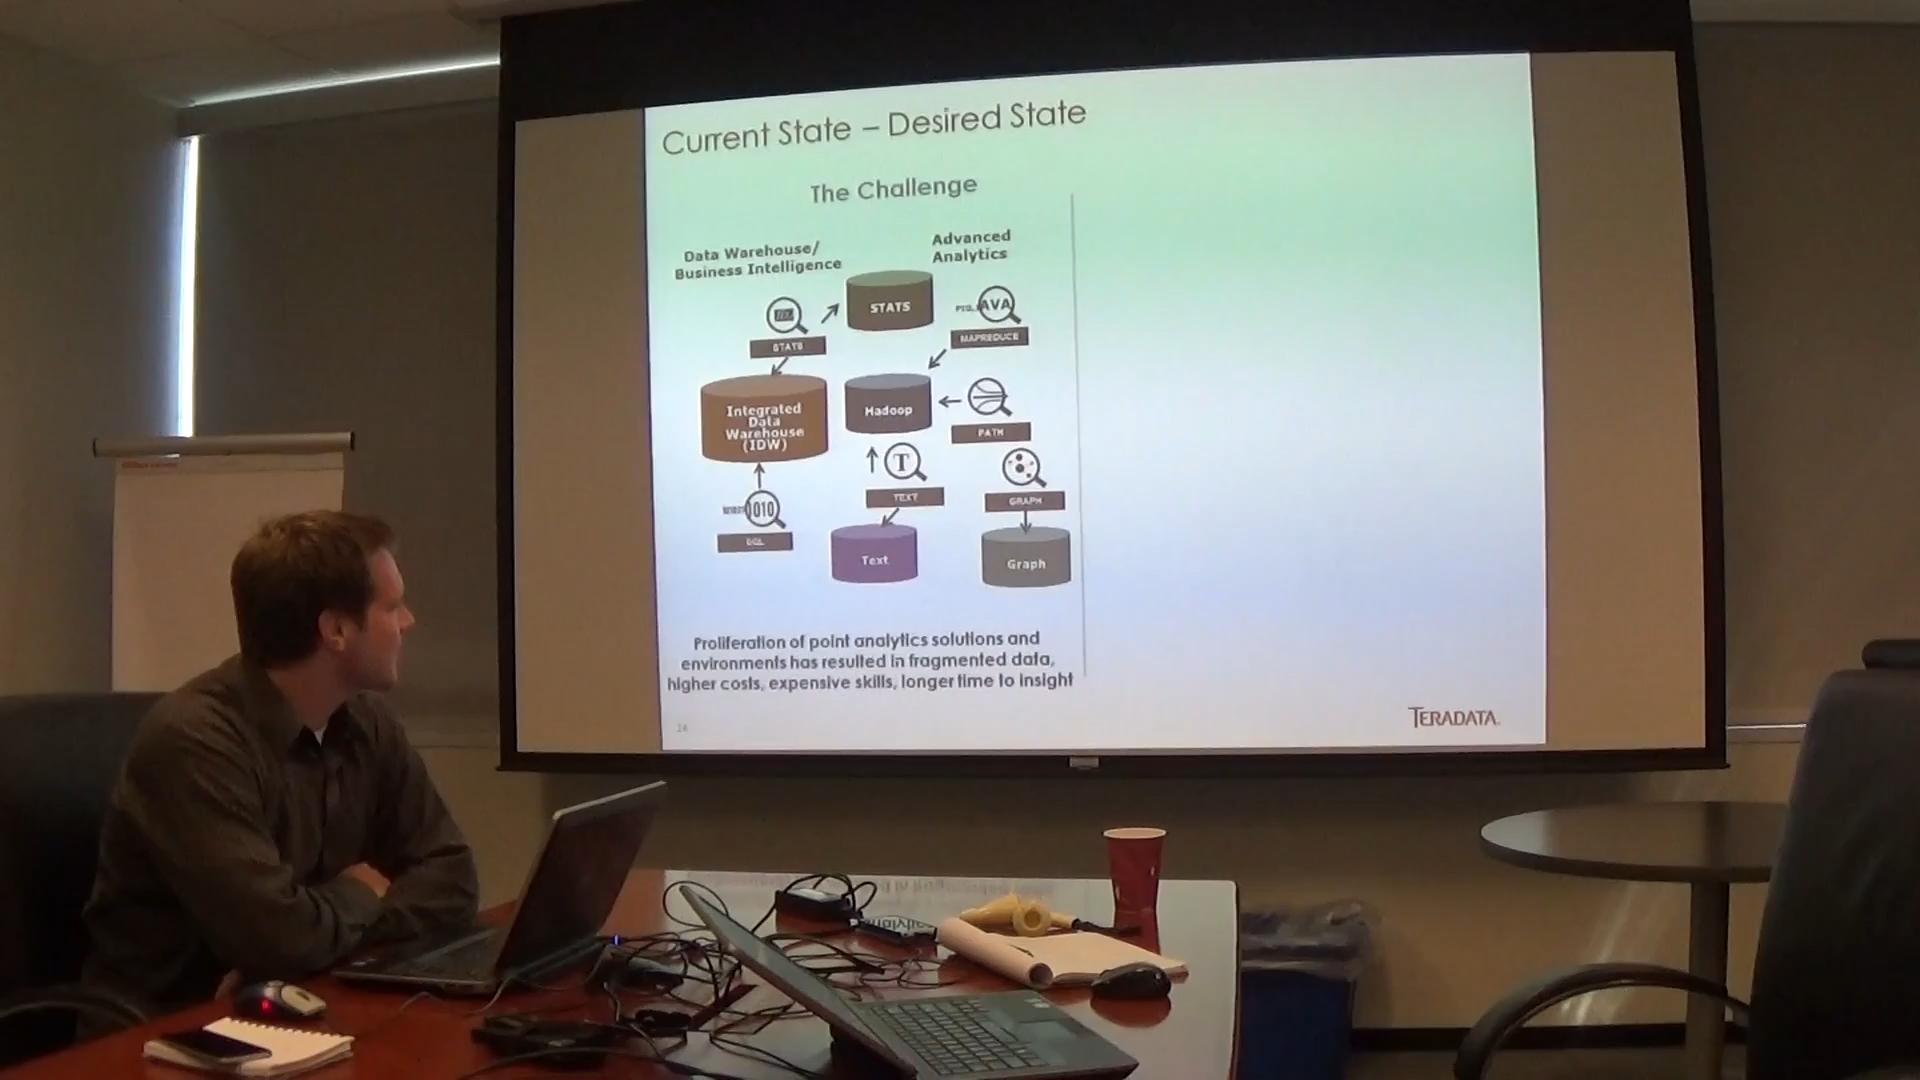 Current State – Desired State
The Challenge
Data Warehouse/
Business Intelligence
Advanced
Analytics
STATS
AVA
STATS
MAPREDUCE
Integrated
Data
Warehouse
(IDW)
Hadoop
PATH
T
TEXT
GRAPH
1010
Text
Graph
Proliferation of point analytics solutions and
environments has resulted in fragmented data,
higher costs, expensive skills, longer time to insight
TERADATA.